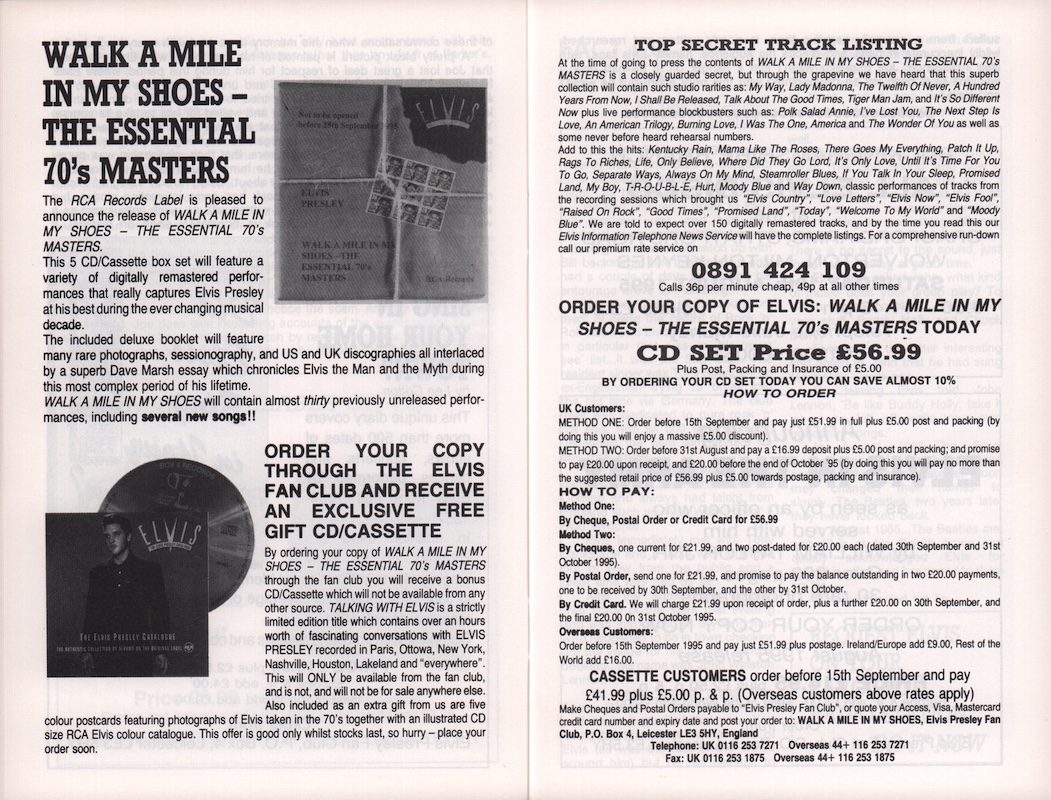 WALK A MILE
IN MY SHOES –
THE ESSENTIAL
70's MASTERS
The RCA Records Label is pleased to
announce the release of WALK A MILE IN
MY SHOES – THE ESSENTIAL 70's
MASTERS.
This 5 CD/Cassette box set will feature a
variety of digitally remastered perfor-
mances that really captures Elvis Presley
at his best during the ever changing musical
decade.
The included deluxe booklet will feature
many rare photographs, sessionography, and US and UK discographies all interlaced
by a superb Dave Marsh essay which chronicles Elvis the Man and the Myth during
this most complex period of his lifetime.
WALK A MILE IN MY SHOES will contain almost thirty previously unreleased perfor-
mances, including several new songs!!
Not to be opened
before 25th September 1995
ELVIS
ELVIS
PRESLEY
WALK A MILE IN MY
SHOES – THE
ESSENTIAL 70's
MASTERS
RCA Records
ELVIS
THE ELVIS PRESLEY CATALOGUE
THE AUTHENTIC COLLECTION OF ALBUMS ON THE ORIGINAL LABEL
ORDER YOUR COPY
THROUGH THE ELVIS
FAN CLUB AND RECEIVE
AN EXCLUSIVE FREE
GIFT CD/CASSETTE
By ordering your copy of WALK A MILE IN MY
SHOES – THE ESSENTIAL 70's MASTERS
through the fan club you will receive a bonus
CD/Cassette which will not be available from any
other source. TALKING WITH ELVIS is a strictly
limited edition title which contains over an hours
worth of fascinating conversations with ELVIS
PRESLEY recorded in Paris, Ottowa, New York,
Nashville, Houston, Lakeland and "everywhere".
This will ONLY be available from the fan club,
and is not, and will not be for sale anywhere else.
Also included as an extra gift from us are five
colour postcards featuring photographs of Elvis taken in the 70's together with an illustrated CD
size RCA Elvis colour catalogue. This offer is good only whilst stocks last, so hurry – place your
order soon.
TOP SECRET TRACK LISTING
At the time of going to press the contents of WALK A MILE IN MY SHOES – THE ESSENTIAL 70's
MASTERS is a closely guarded secret, but through the grapevine we have heard that this superb
collection will contain such studio rarities as: My Way, Lady Madonna, The Twelfth Of Never, A Hundred
Years From Now, I Shall Be Released, Talk About The Good Times, Tiger Man Jam, and It's So Different
Now plus live performance blockbusters such as: Polk Salad Annie, I've Lost You, The Next Step Is
Love, An American Trilogy, Burning Love, I Was The One, America and The Wonder Of You as well as
some never before heard rehearsal numbers.
Add to this the hits: Kentucky Rain, Mama Like The Roses, There Goes My Everything, Patch It Up,
Rags To Riches, Life, Only Believe, Where Did They Go Lord, It's Only Love, Until It's Time For You
To Go, Separate Ways, Always On My Mind, Steamroller Blues, If You Talk In Your Sleep, Promised
Land, My Boy, T-R-O-U-B-L-E, Hurt, Moody Blue and Way Down, classic performances of tracks from
the recording sessions which brought us "Elvis Country", "Love Letters", "Elvis Now", "Elvis Fool",
"Raised On Rock", "Good Times", "Promised Land", "Today", "Welcome To My World" and "Moody
Blue". We are told to expect over 150 digitally remastered tracks, and by the time you read this our
Elvis Information Telephone News Service will have the complete listings. For a comprehensive run-down
call our premium rate service on
0891 424 109
Calls 36p per minute cheap, 49p at all other times
ORDER YOUR COPY OF ELVIS: WALK A MILE IN MY
SHOES – THE ESSENTIAL 70's MASTERS TODAY
CD SET Price £56.99
Plus Post, Packing and Insurance of £5.00
BY ORDERING YOUR CD SET TODAY YOU CAN SAVE ALMOST 10%
HOW TO ORDER
UK Customers:
METHOD ONE: Order before 15th September and pay just £51.99 in full plus £5.00 post and packing (by
doing this you will enjoy a massive £5.00 discount).
METHOD TWO: Order before 31st August and pay a £16.99 deposit plus £5.00 post and packing; and promise
to pay £20.00 upon receipt, and £20.00 before the end of October '95 (by doing this you will pay no more than
the suggested retail price of £56.99 plus £5.00 towards postage, packing and insurance).
HOW TO PAY:
Method One:
By Cheque, Postal Order or Credit Card for £56.99
Method Two:
By Cheques, one current for £21.99, and two post-dated for £20.00 each (dated 30th September and 31st
October 1995).
By Postal Order, send one for £21.99, and promise to pay the balance outstanding in two £20.00 payments,
one to be received by 30th September, and the other by 31st October.
By Credit Card. We will charge £21.99 upon receipt of order, plus a further £20.00 on 30th September, and
the final £20.00 0n 31st October 1995.
Overseas Customers:
Order before 15th September 1995 and pay just £51.99 plus postage. Ireland/Europe add £9.00, Rest of the
World add £16.00.
CASSETTE CUSTOMERS order before 15th September and pay
£41.99 plus £5.00 p. & p. (Overseas customers above rates apply)
Make Cheques and Postal Orders payable to "Elvis Presley Fan Club", or quote your Access, Visa, Mastercard
credit card number and expiry date and post your order to: WALK A MILE IN MY SHOES, Elvis Presley Fan
Club, P.O. Box 4, Leicester LE3 5HY, England
Telephone: UK 0116 253 7271 Overseas 44+ 116 253 7271
Fax: UK 0116 253 1875 Overseas 44+ 116 253 1875